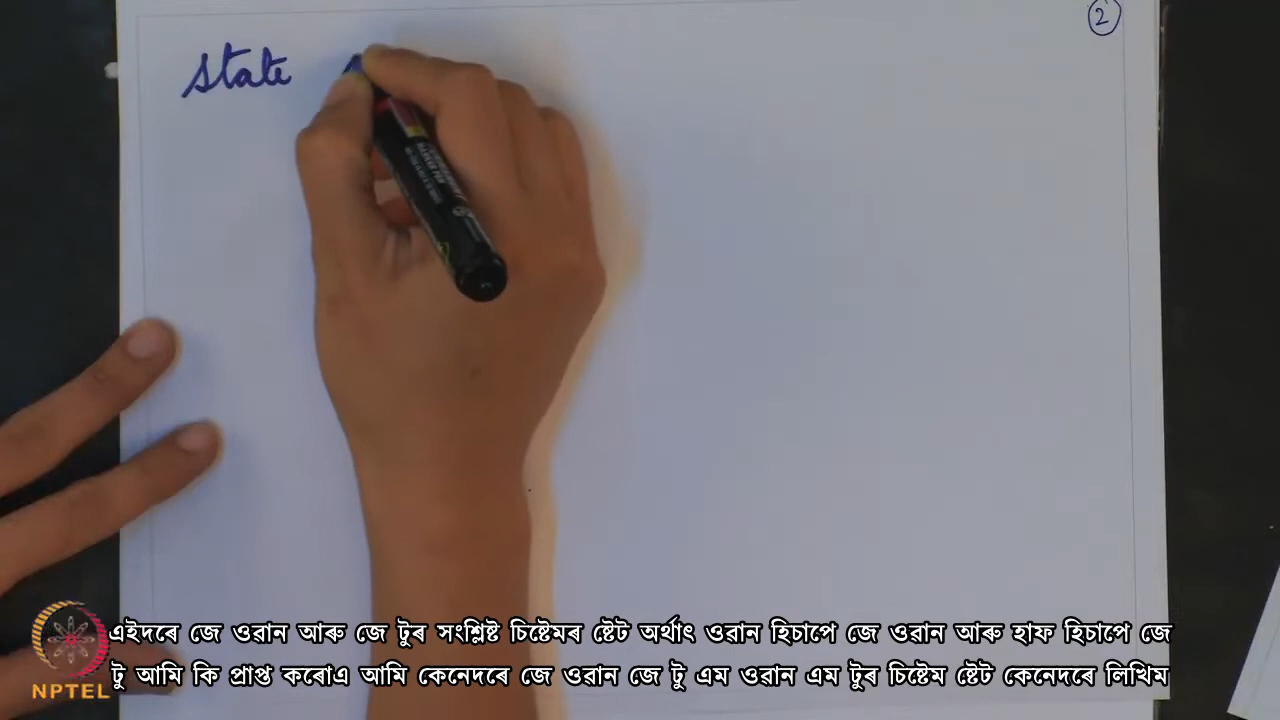 2
State
এইদৰে জে ওৱান আৰু জে টুৰ সংশ্লিষ্ট চিষ্টেমৰ ষ্টেট অৰ্থাৎ ওৱান হিচাপে জে ওৱান আৰু হাফ হিচাপে জে
টু আমি কি প্ৰাপ্ত কৰোএ আমি কেনেদৰে জে ওৱান জে টু এম ওৱান এম টুৰ চিষ্টেম ষ্টেট কেনেদৰে লিখিম
NPTEL